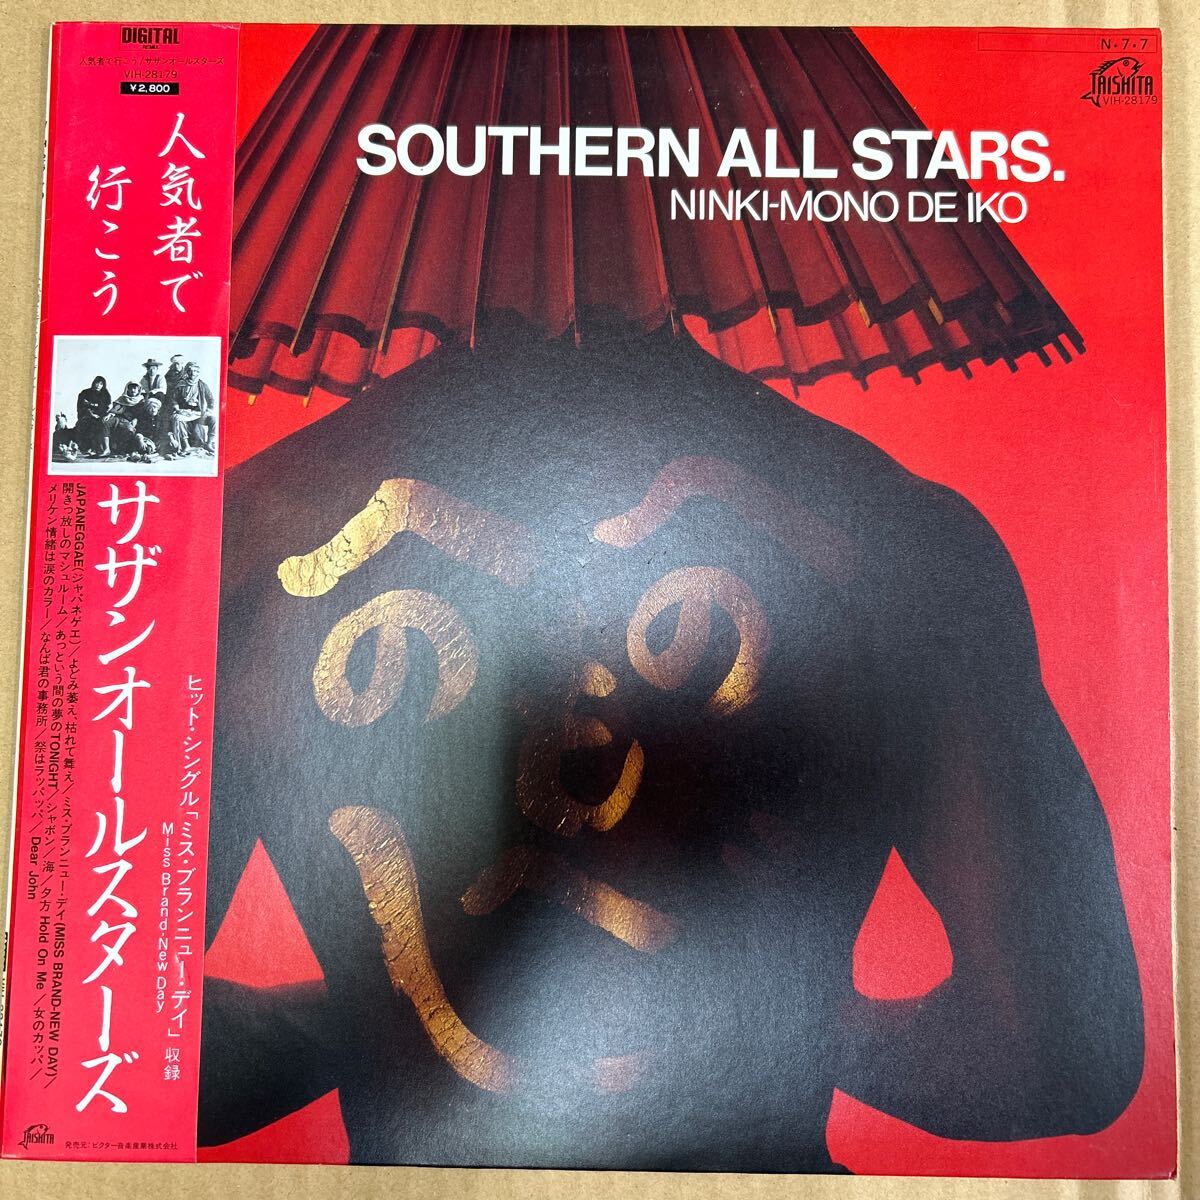 DIGITAL
REMIX
人気者で行こう/サザンオールスターズ
VIH-28179
¥2,800
人気者で
行こう
サザンオールスターズ
ヒット・シングル「ミス・ブランニュー・デイ」収録
Miss Brand-New Day
JAPANEGGAE(ジャパネゲエ)/よどみ萎え、枯れて舞え/ミス・ブランニュー・デイ(MISS BRAND-NEW DAY)/
開きっ放しのマシュルーム/あっという間の夢のTONIGHT/シャボン/海/夕方 Hold On Me/女のカッパ/
メリケン情緒は涙のカラー/なんば君の事務所/祭はラッパッパ/Dear John
TAISHITA
発売元:ビクター音楽産業株式会社
N・7・7
TAISHITA
VIH-28179
SOUTHERN ALL STARS.
NINKI-MONO DE IKO
へ
へ
の
の
も
へ
じ